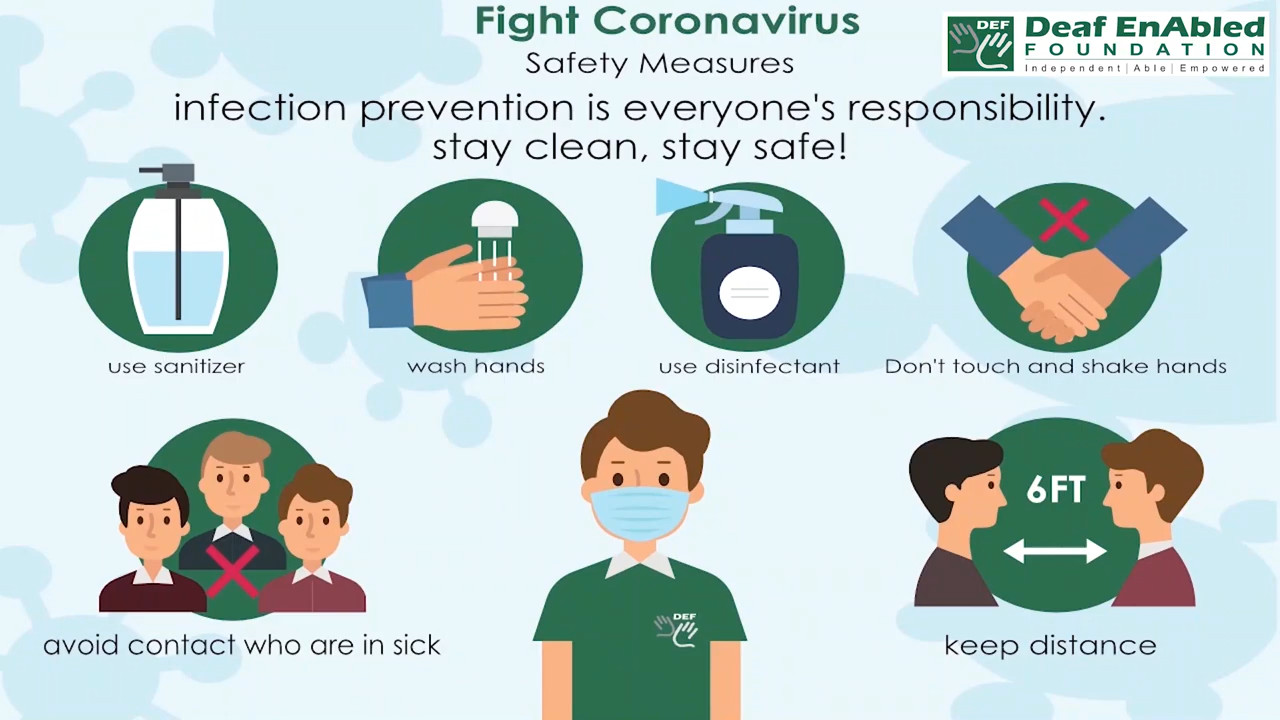 Fight Coronavirus
Safety Measures
DEF
Deaf EnAbled
FOUNDATION
Independent | Able | Empowered
infection prevention is everyone's responsibility.
stay clean, stay safe!
use sanitizer
wash hands
use disinfectant
Don't touch and shake hands
6FT
DEF
avoid contact who are in sick
keep distance